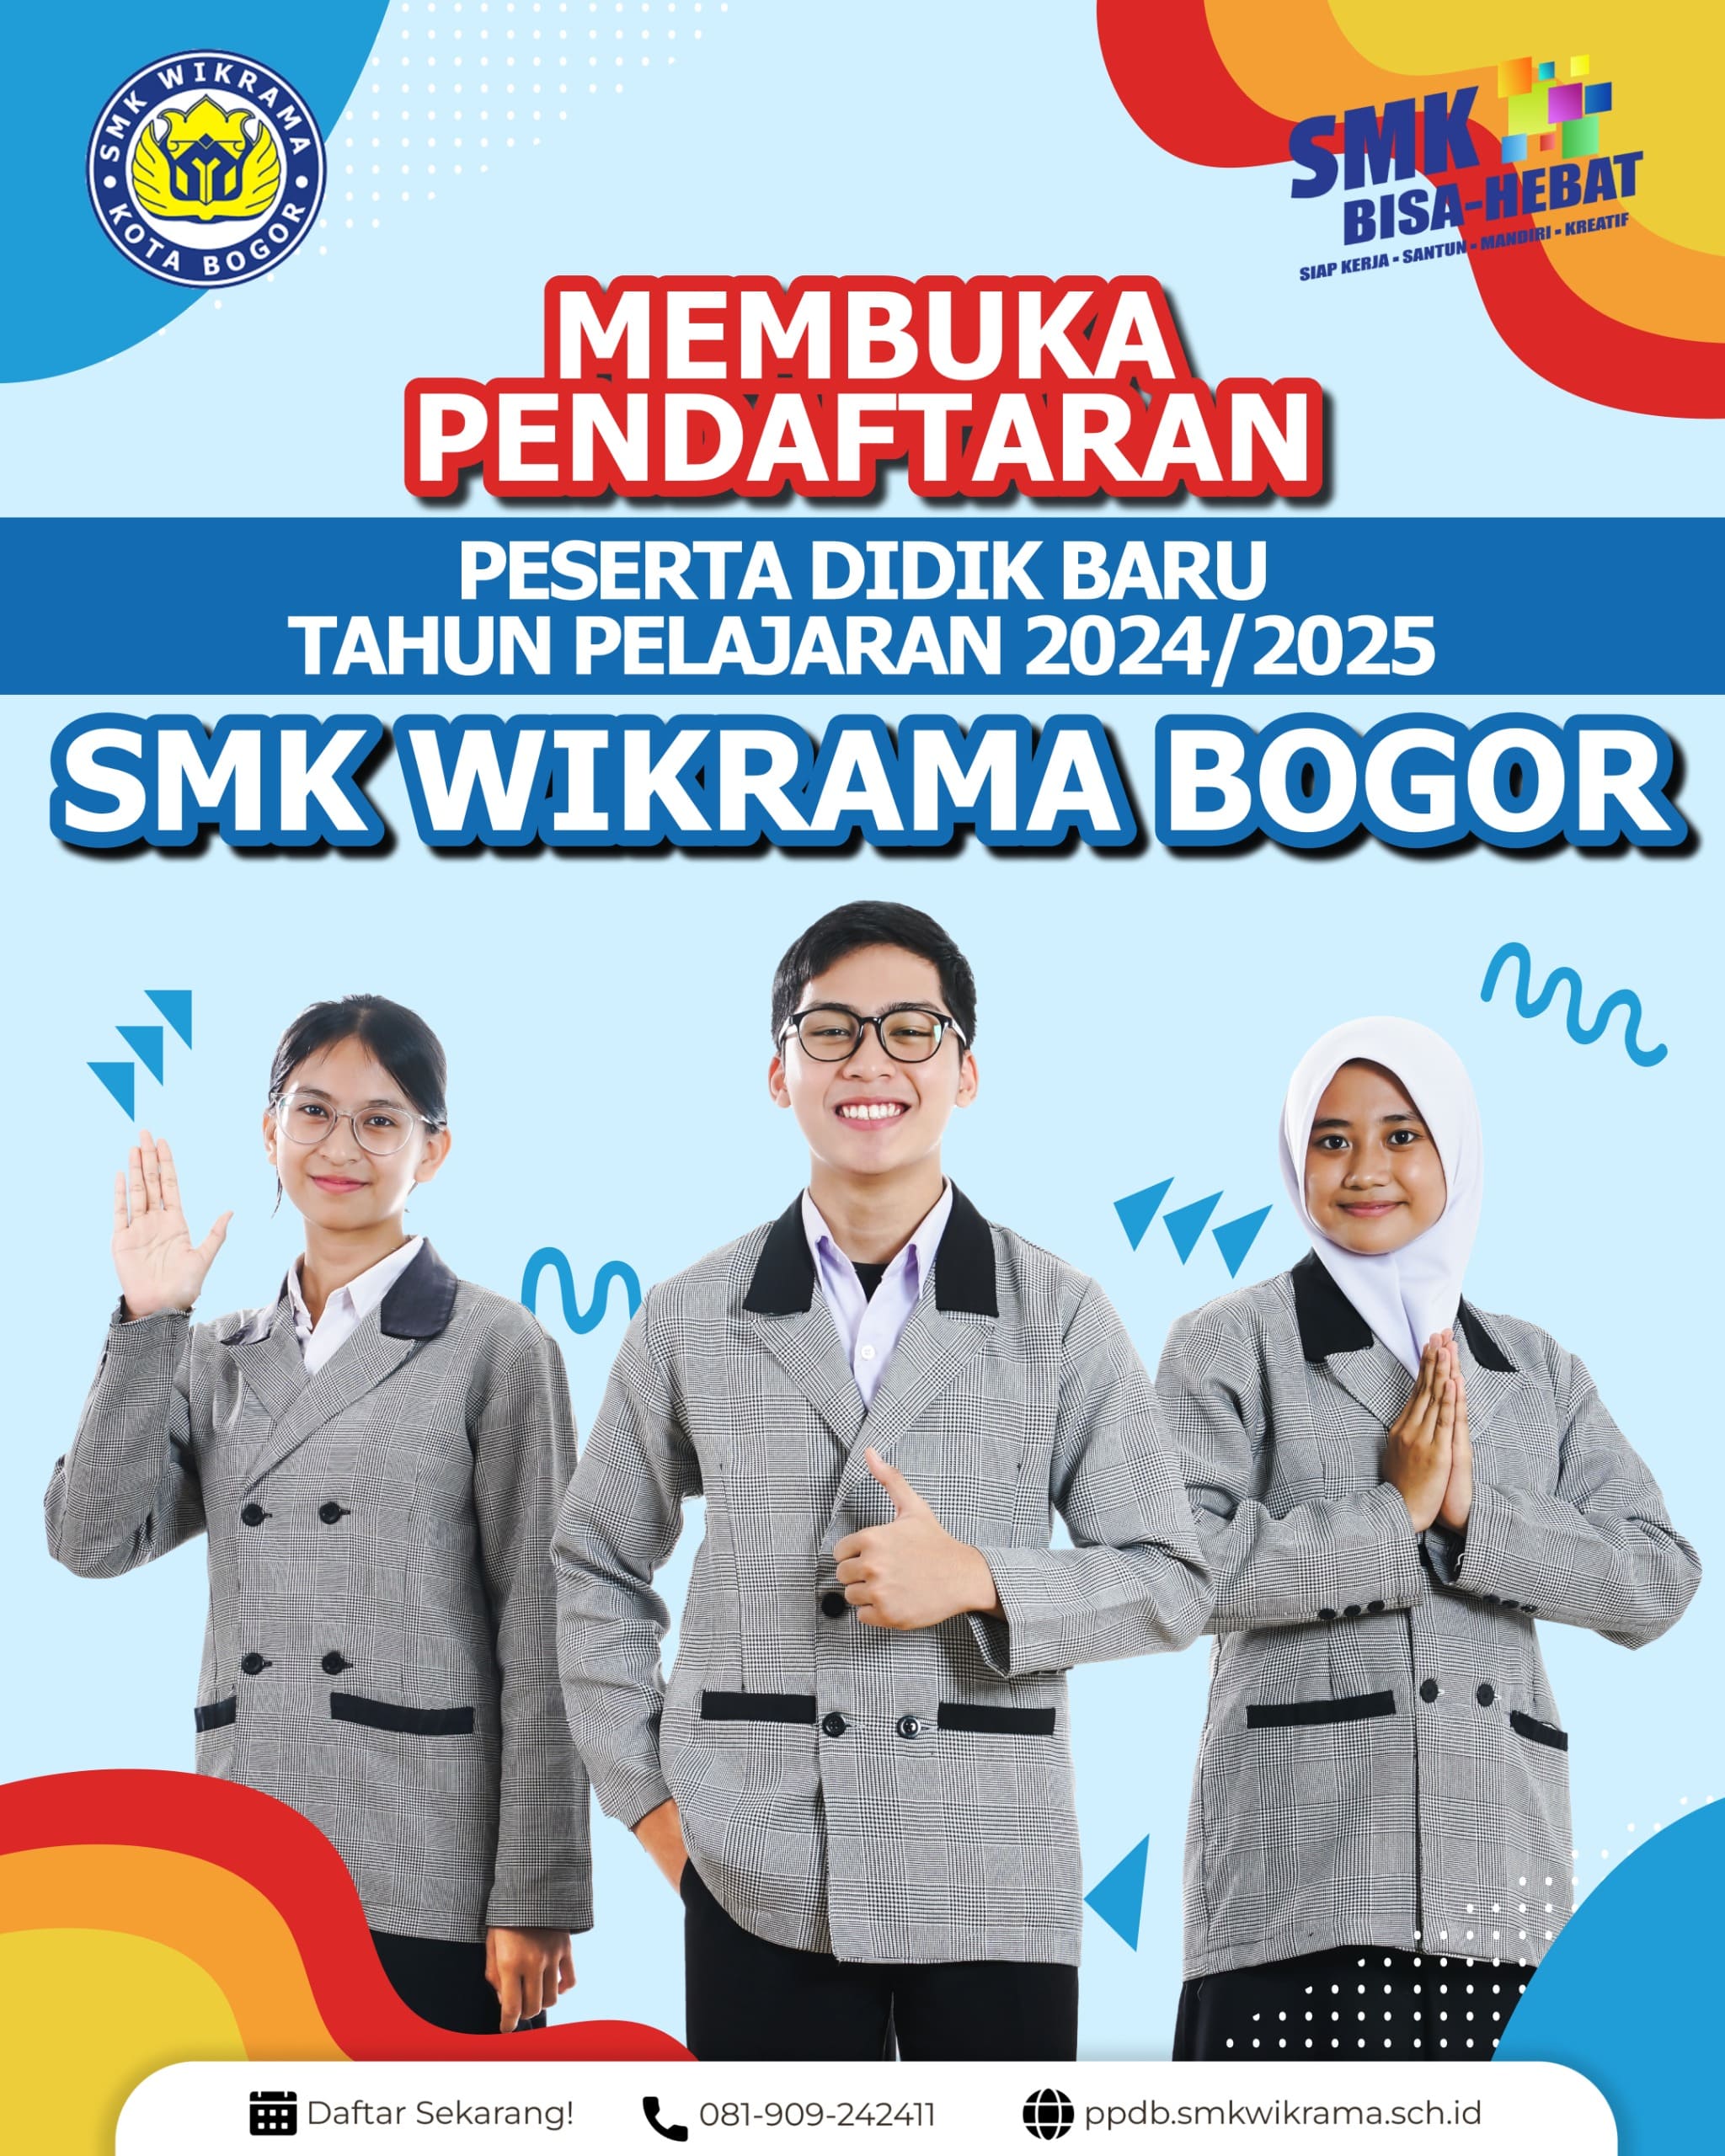 SMK WIKRAMA
KOTA BOGOR
SMK
BISA-HEBAT
SIAP KERJA • SANTUN • MANDIRI • KREATIF
MEMBUKA
PENDAFTARAN
PESERTA DIDIK BARU
TAHUN PELAJARAN 2024/2025
SMK WIKRAMA BOGOR
Daftar Sekarang!
081-909-242411
ppdb.smkwikrama.sch.id